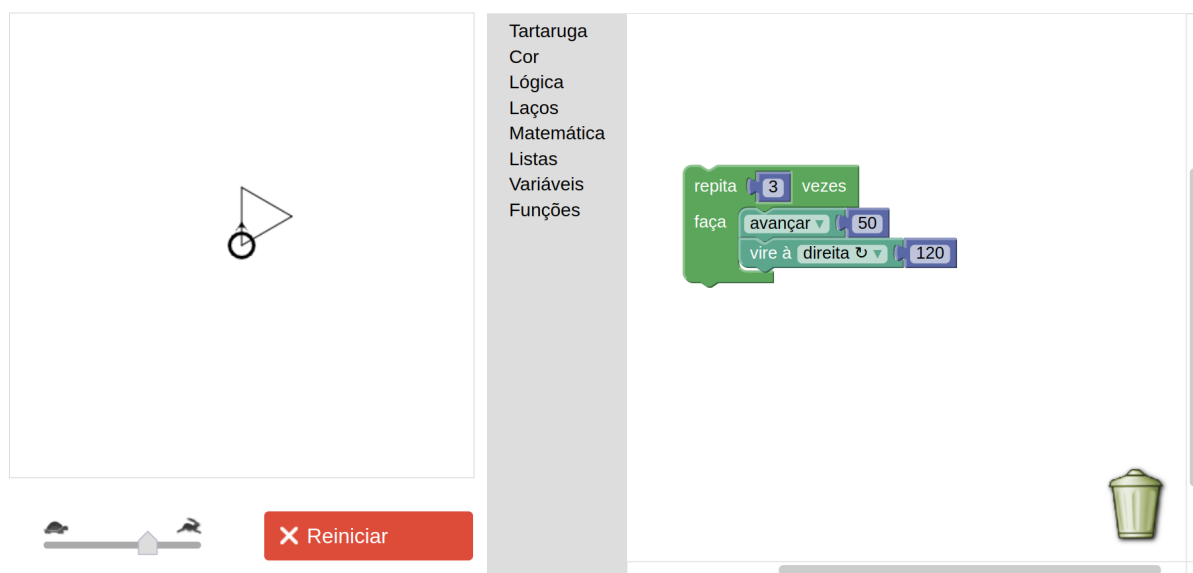 Tartaruga
Cor
Lógica
Laços
Matemática
Listas
Variáveis
Funções
repita 3 vezes
faça avançar ▾ 50
vire à direita ↻ ▾ 120
Reiniciar